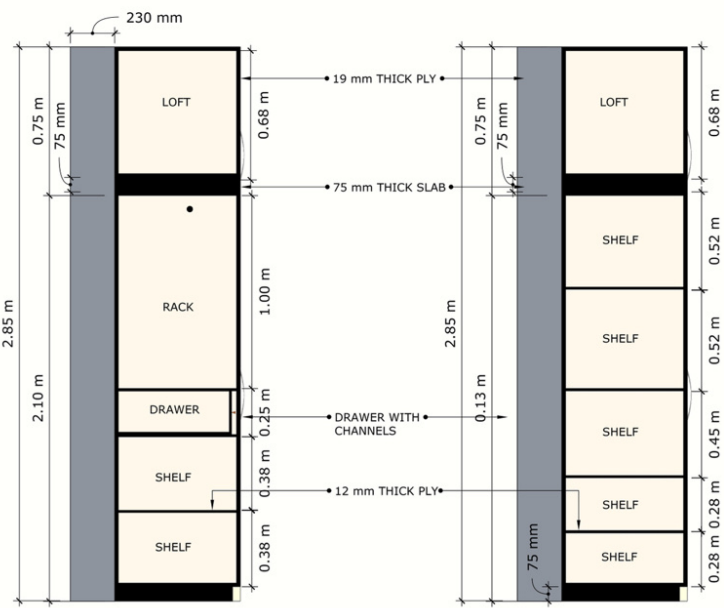 230 mm
LOFT
0.75 m
75 mm
0.68 m
19 mm THICK PLY
75 mm THICK SLAB
RACK
1.00 m
2.85 m
2.10 m
DRAWER
0.25 m
DRAWER WITH
CHANNELS
SHELF
0.38 m
12 mm THICK PLY
SHELF
0.38 m
LOFT
0.75 m
75 mm
0.68 m
SHELF
0.52 m
SHELF
0.52 m
2.85 m
0.13 m
SHELF
0.45 m
SHELF
0.28 m
SHELF
0.28 m
75 mm